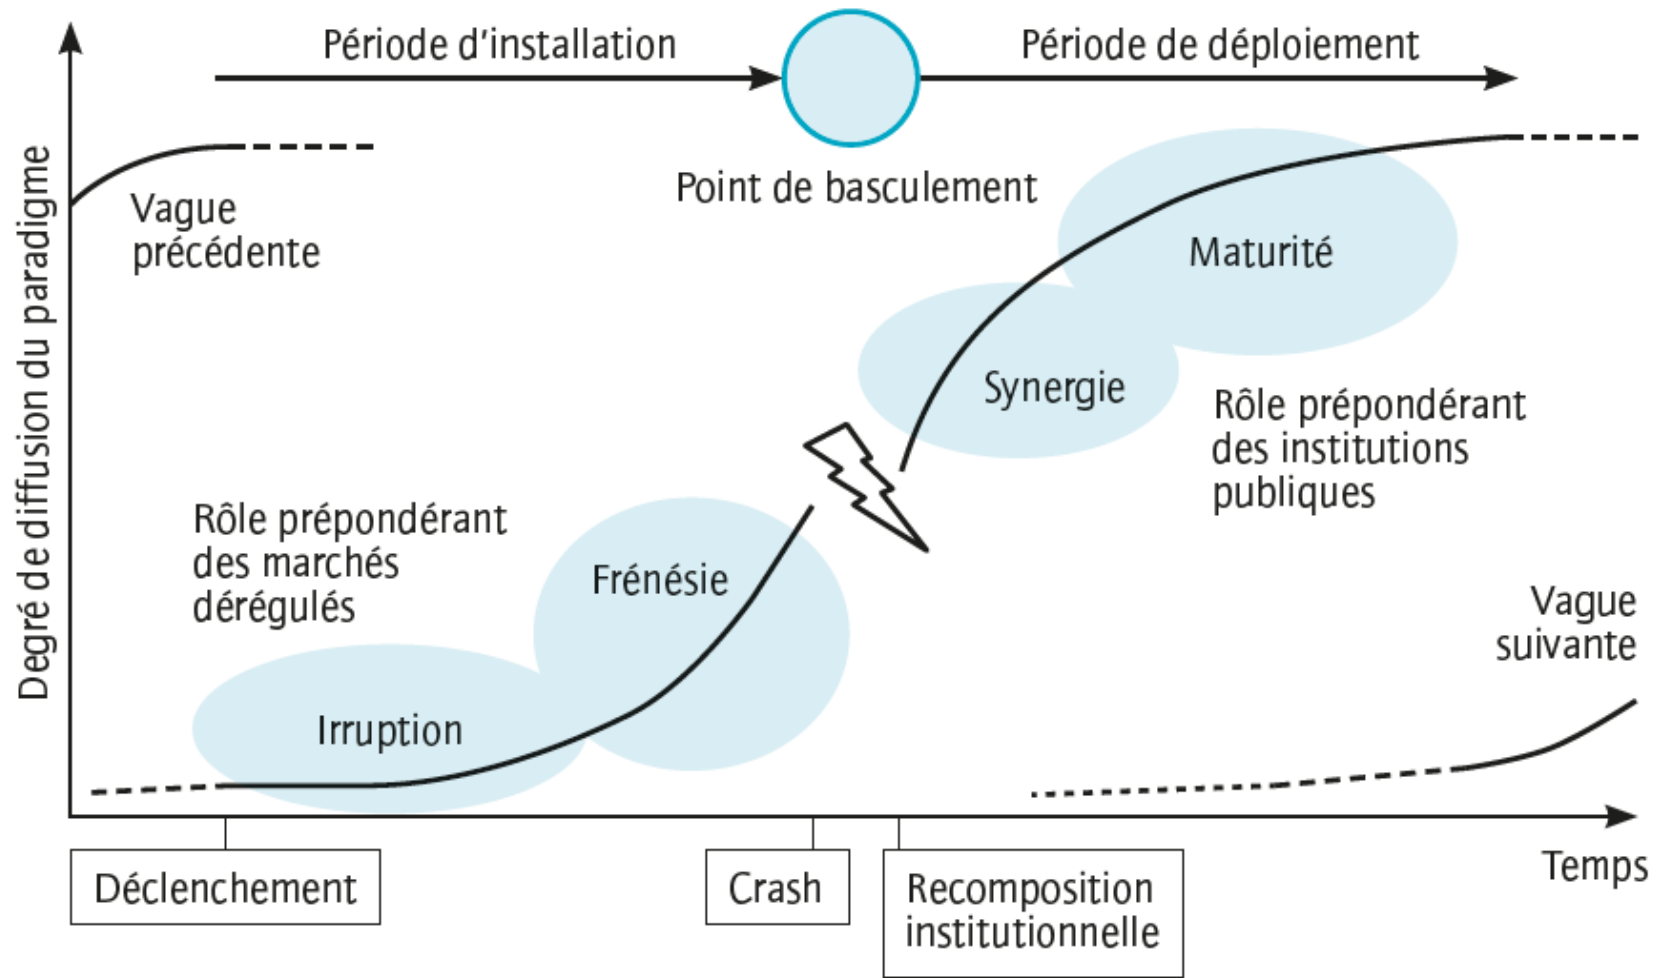 Période d'installation
Période de déploiement
Degré de diffusion du paradigme
Vague
précédente
Point de basculement
Maturité
Synergie
Rôle prépondérant
des institutions
publiques
Rôle prépondérant
des marchés
dérégulés
Frénésie
Irruption
Vague
suivante
Déclenchement
Crash
Recomposition
institutionnelle
Temps